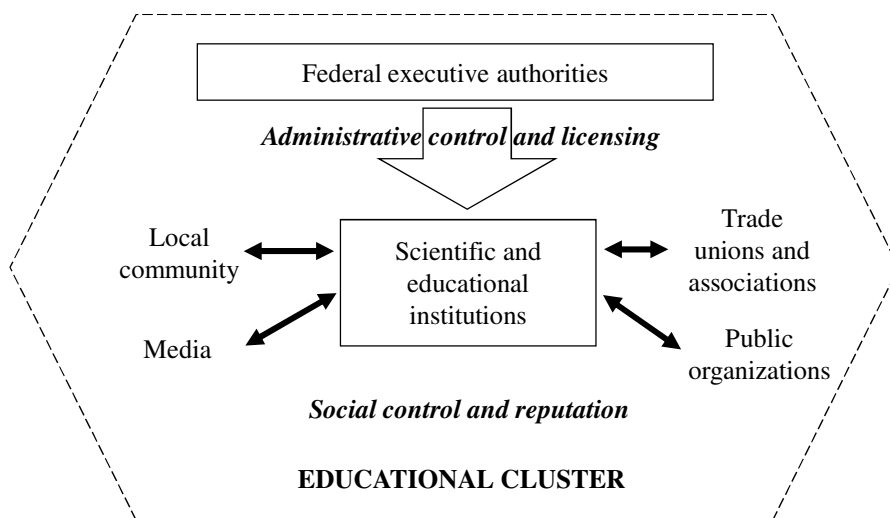 Federal executive authorities
Administrative control and licensing
Local
community
Scientific and
educational
institutions
Trade
unions and
associations
Media
Public
organizations
Social control and reputation
EDUCATIONAL CLUSTER